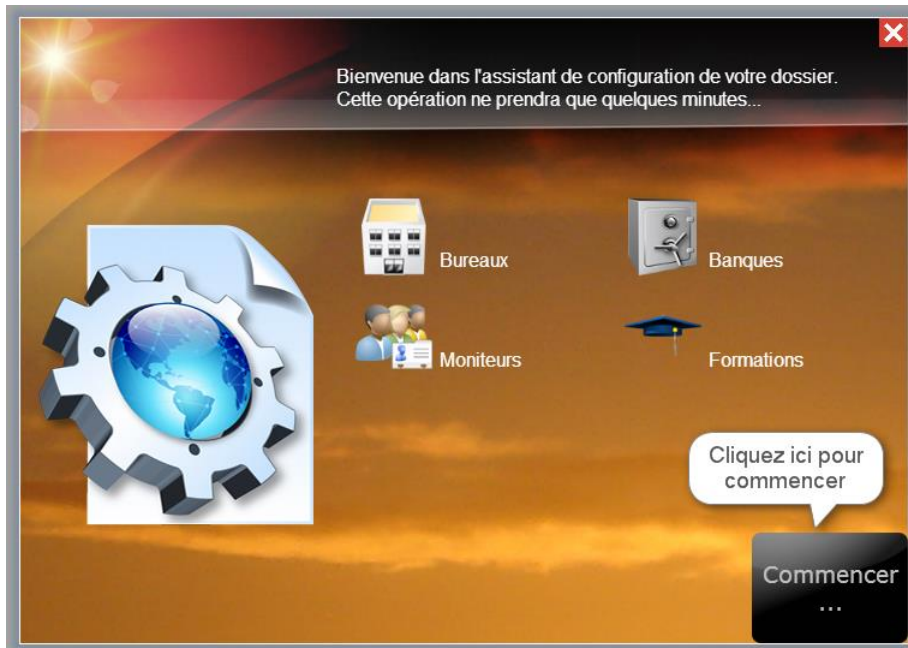 Bienvenue dans l'assistant de configuration de votre dossier.
Cette opération ne prendra que quelques minutes...
Bureaux
Banques
Moniteurs
Formations
Cliquez ici pour
commencer
Commencer
...